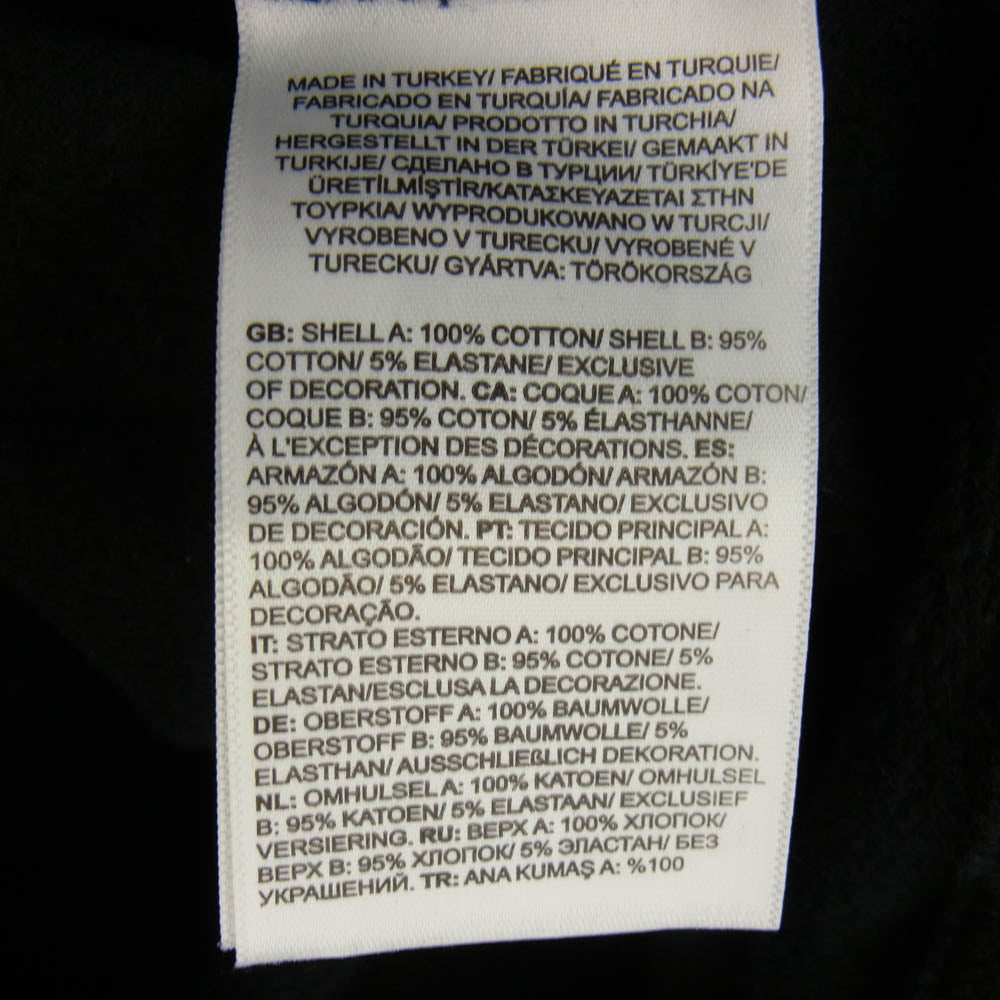 MADE IN TURKEY/ FABRIQUÉ EN TURQUIE/
FABRICADO EN TURQUÍA/ FABRICADO NA
TURQUIA/ PRODOTTO IN TURCHIA/
HERGESTELLT IN DER TÜRKEI/ GEMAAKT IN
TURKIJE/ СДЕЛАНО В ТУРЦИИ/ TÜRKİYE'DE
ÜRETİLMİŞTİR/ΚΑΤΑΣΚΕΥΑΖΕΤΑΙ ΣΤΗΝ
ΤΟΥΡΚΙΑ/ WYPRODUKOWANO W TURCJI/
VYROBENO V TURECKU/ VYROBENÉ V
TURECKU/ GYÁRTVA: TÖRÖKORSZÁG
GB: SHELL A: 100% COTTON/ SHELL B: 95%
COTTON/ 5% ELASTANE/ EXCLUSIVE
OF DECORATION. CA: COQUE A: 100% COTON/
COQUE B: 95% COTON/ 5% ÉLASTHANNE/
À L'EXCEPTION DES DÉCORATIONS. ES:
ARMAZÓN A: 100% ALGODÓN/ ARMAZÓN B:
95% ALGODÓN/ 5% ELASTANO/ EXCLUSIVO
DE DECORACIÓN. PT: TECIDO PRINCIPAL A:
100% ALGODÃO/ TECIDO PRINCIPAL B: 95%
ALGODÃO/ 5% ELASTANO/ EXCLUSIVO PARA
DECORAÇÃO.
IT: STRATO ESTERNO A: 100% COTONE/
STRATO ESTERNO B: 95% COTONE/ 5%
ELASTAN/ESCLUSA LA DECORAZIONE.
DE: OBERSTOFF A: 100% BAUMWOLLE/
OBERSTOFF B: 95% BAUMWOLLE/ 5%
ELASTHAN/ AUSSCHLIEßLICH DEKORATION.
NL: OMHULSEL A: 100% KATOEN/ OMHULSEL
B: 95% KATOEN/ 5% ELASTAAN/ EXCLUSIEF
VERSIERING. RU: ВЕРХ А: 100% ХЛОПОК/
ВЕРХ В: 95% ХЛОПОК/ 5% ЭЛАСТАН/ БЕЗ
УКРАШЕНИЙ. TR: ANA KUMAŞ A: %100